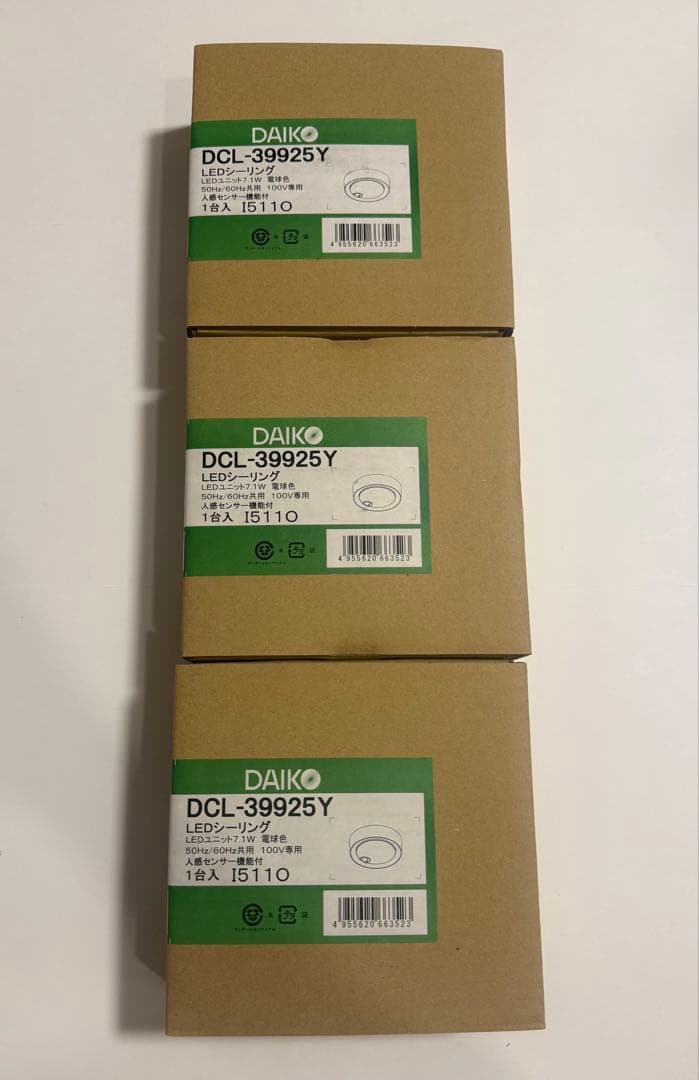 DAIKO
DCL-39925Y
LEDシーリング
LEDユニット7.1W 電球色
50Hz/60Hz共用 100V専用
人感センサー機能付
1台入 I5110
プラ
4 955620 663523
DAIKO
DCL-39925Y
LEDシーリング
LEDユニット7.1W 電球色
50Hz/60Hz共用 100V専用
人感センサー機能付
1台入 I5110
プラ
4 955620 663523
DAIKO
DCL-39925Y
LEDシーリング
LEDユニット7.1W 電球色
50Hz/60Hz共用 100V専用
人感センサー機能付
1台入 I5110
プラ
4 955620 663523